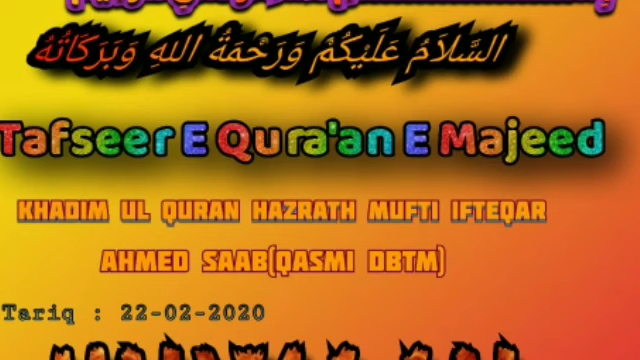 السَّلاَمُ عَلَيْكُمْ وَرَحْمَةُ اللهِ وَبَرَكَاتُهُ
Tafseer E Qura'an E Majeed
KHADIM UL QURAN HAZRATH MUFTI IFTEQAR
AHMED SAAB(QASMI DBTM)
Tariq : 22-02-2020